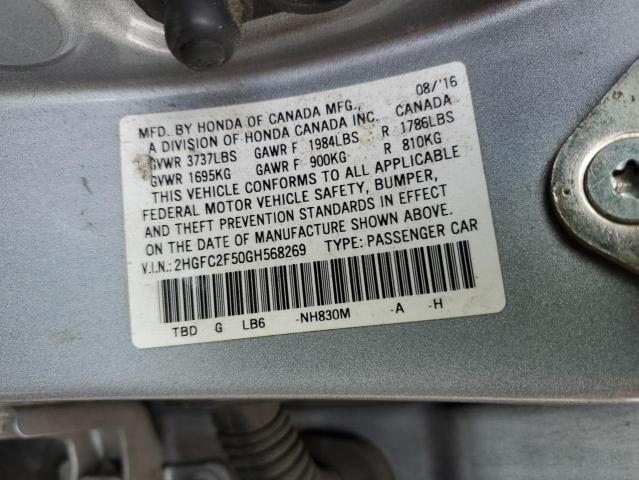 MFD. BY HONDA OF CANADA MFG., 08/'16
A DIVISION OF HONDA CANADA INC. CANADA
GVWR 3737LBS GAWR F 1984LBS R 1786LBS
GVWR 1695KG GAWR F 900KG R 810KG
THIS VEHICLE CONFORMS TO ALL APPLICABLE
FEDERAL MOTOR VEHICLE SAFETY, BUMPER,
AND THEFT PREVENTION STANDARDS IN EFFECT
ON THE DATE OF MANUFACTURE SHOWN ABOVE.
V.I.N.: 2HGFC2F50GH568269 TYPE: PASSENGER CAR
TBD G LB6 -NH830M -A -H